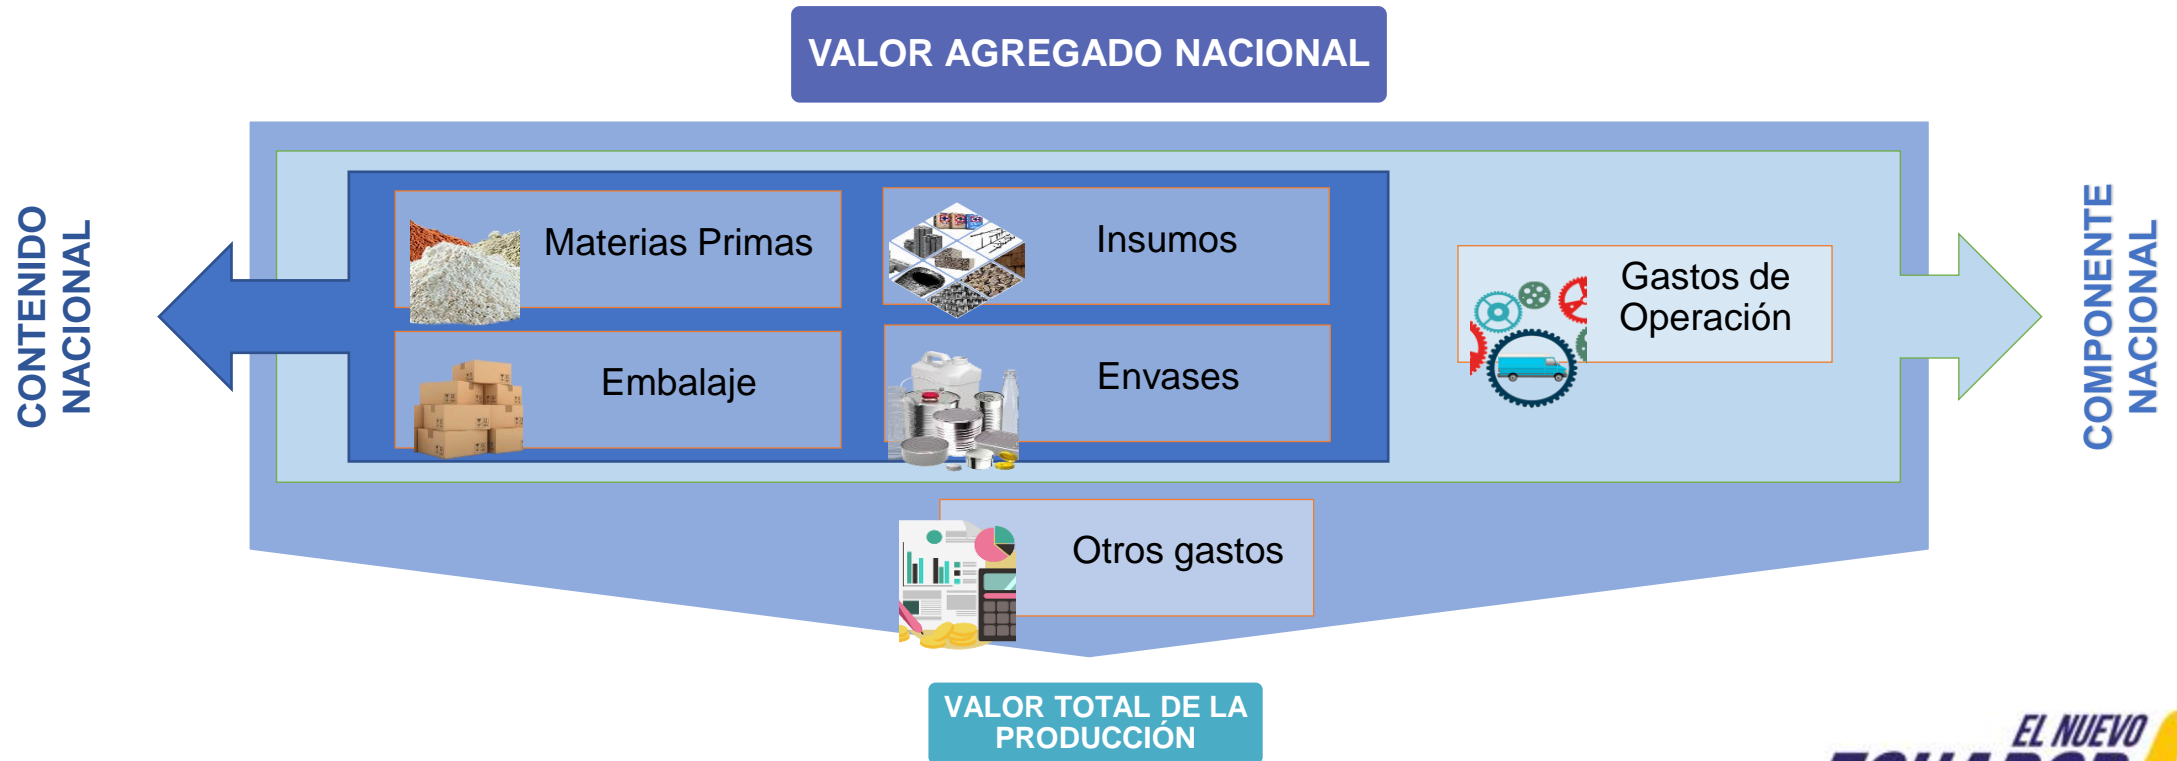 VALOR AGREGADO NACIONAL
CONTENIDO
NACIONAL
Materias Primas
Insumos
Embalaje
Envases
Gastos de
Operación
COMPONENTE
NACIONAL
Otros gastos
VALOR TOTAL DE LA
PRODUCCIÓN
EL NUEVO
ECUADOR